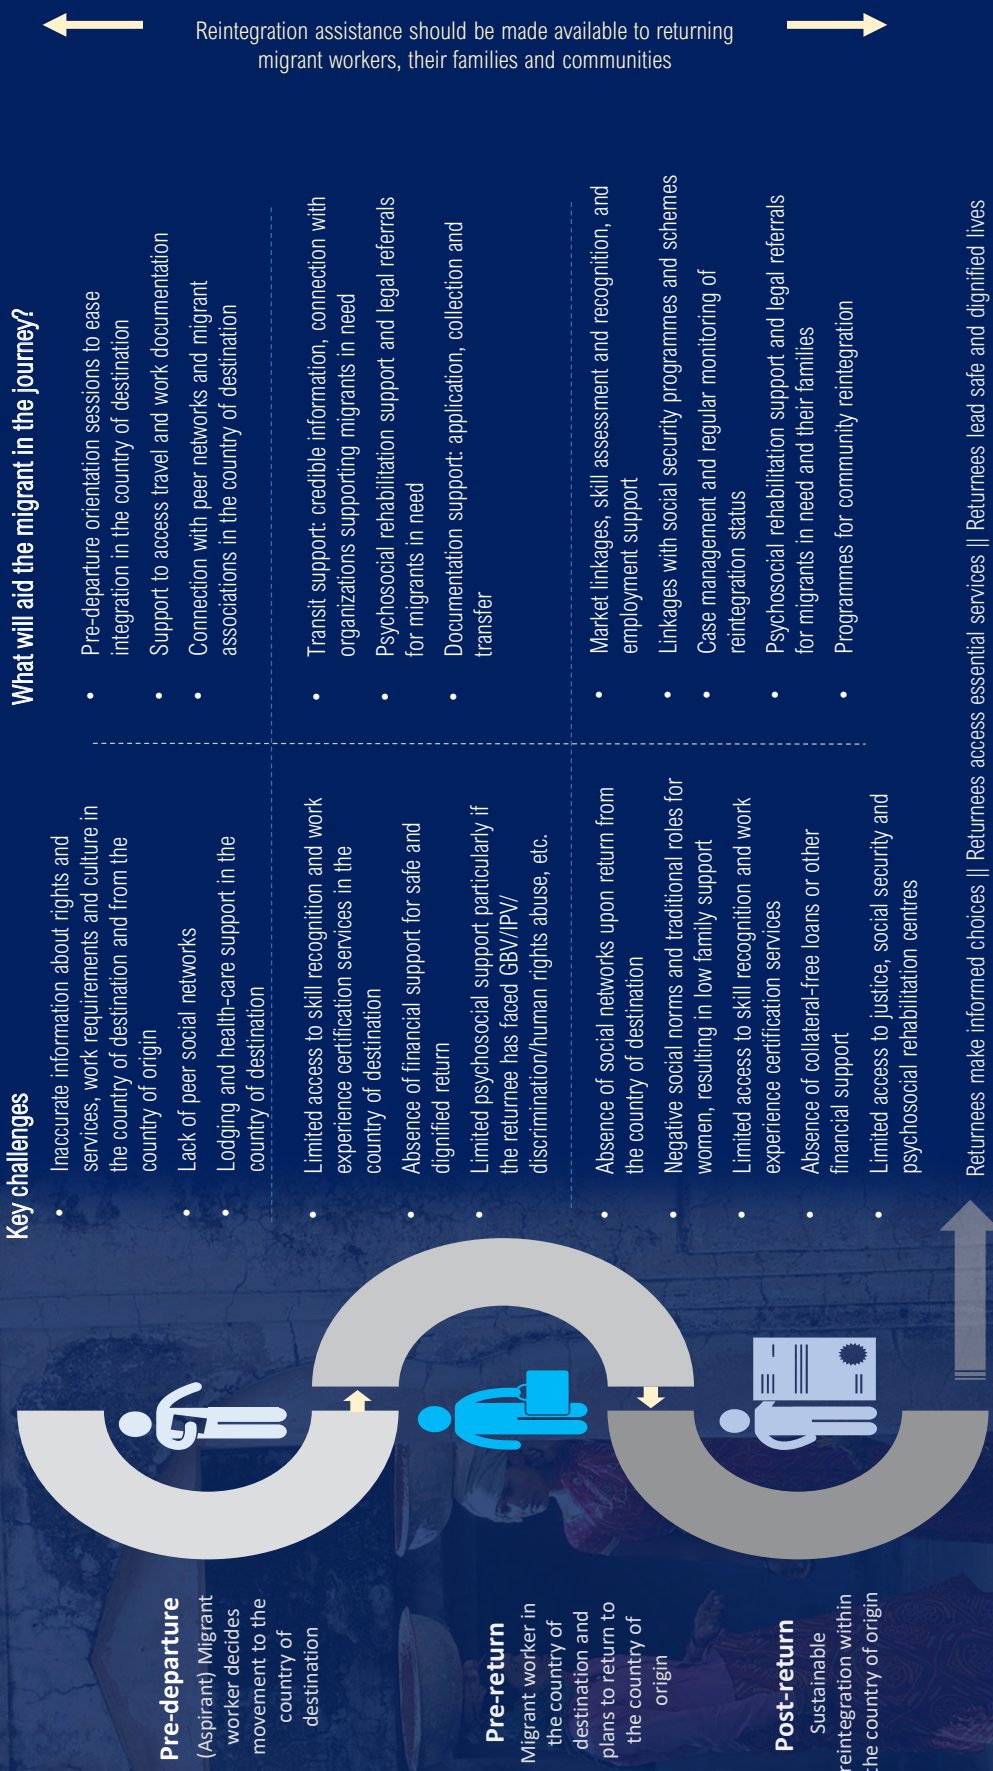 Reintegration assistance should be made available to returning
migrant workers, their families and communities
Key challenges
What will aid the migrant in the journey?
Pre-departure
(Aspirant) Migrant
worker decides
movement to the
country of
destination
Inaccurate information about rights and
services, work requirements and culture in
the country of destination and from the
country of origin
Lack of peer social networks
Lodging and health-care support in the
country of destination
Pre-departure orientation sessions to ease
integration in the country of destination
Support to access travel and work documentation
Connection with peer networks and migrant
associations in the country of destination
Pre-return
Migrant worker in
the country of
destination and
plans to return to
the country of
origin
Limited access to skill recognition and work
experience certification services in the
country of destination
Absence of financial support for safe and
dignified return
Limited psychosocial support particularly if
the returnee has faced GBV/IPV/
discrimination/human rights abuse, etc.
Transit support: credible information, connection with
organizations supporting migrants in need
Psychosocial rehabilitation support and legal referrals
for migrants in need
Documentation support: application, collection and
transfer
Post-return
Sustainable
reintegration within
the country of origin
Absence of social networks upon return from
the country of destination
Negative social norms and traditional roles for
women, resulting in low family support
Limited access to skill recognition and work
experience certification services
Absence of collateral-free loans or other
financial support
Limited access to justice, social security and
psychosocial rehabilitation centres
Market linkages, skill assessment and recognition, and
employment support
Linkages with social security programmes and schemes
Case management and regular monitoring of
reintegration status
Psychosocial rehabilitation support and legal referrals
for migrants in need and their families
Programmes for community reintegration
Returnees make informed choices || Returnees access essential services || Returnees lead safe and dignified lives